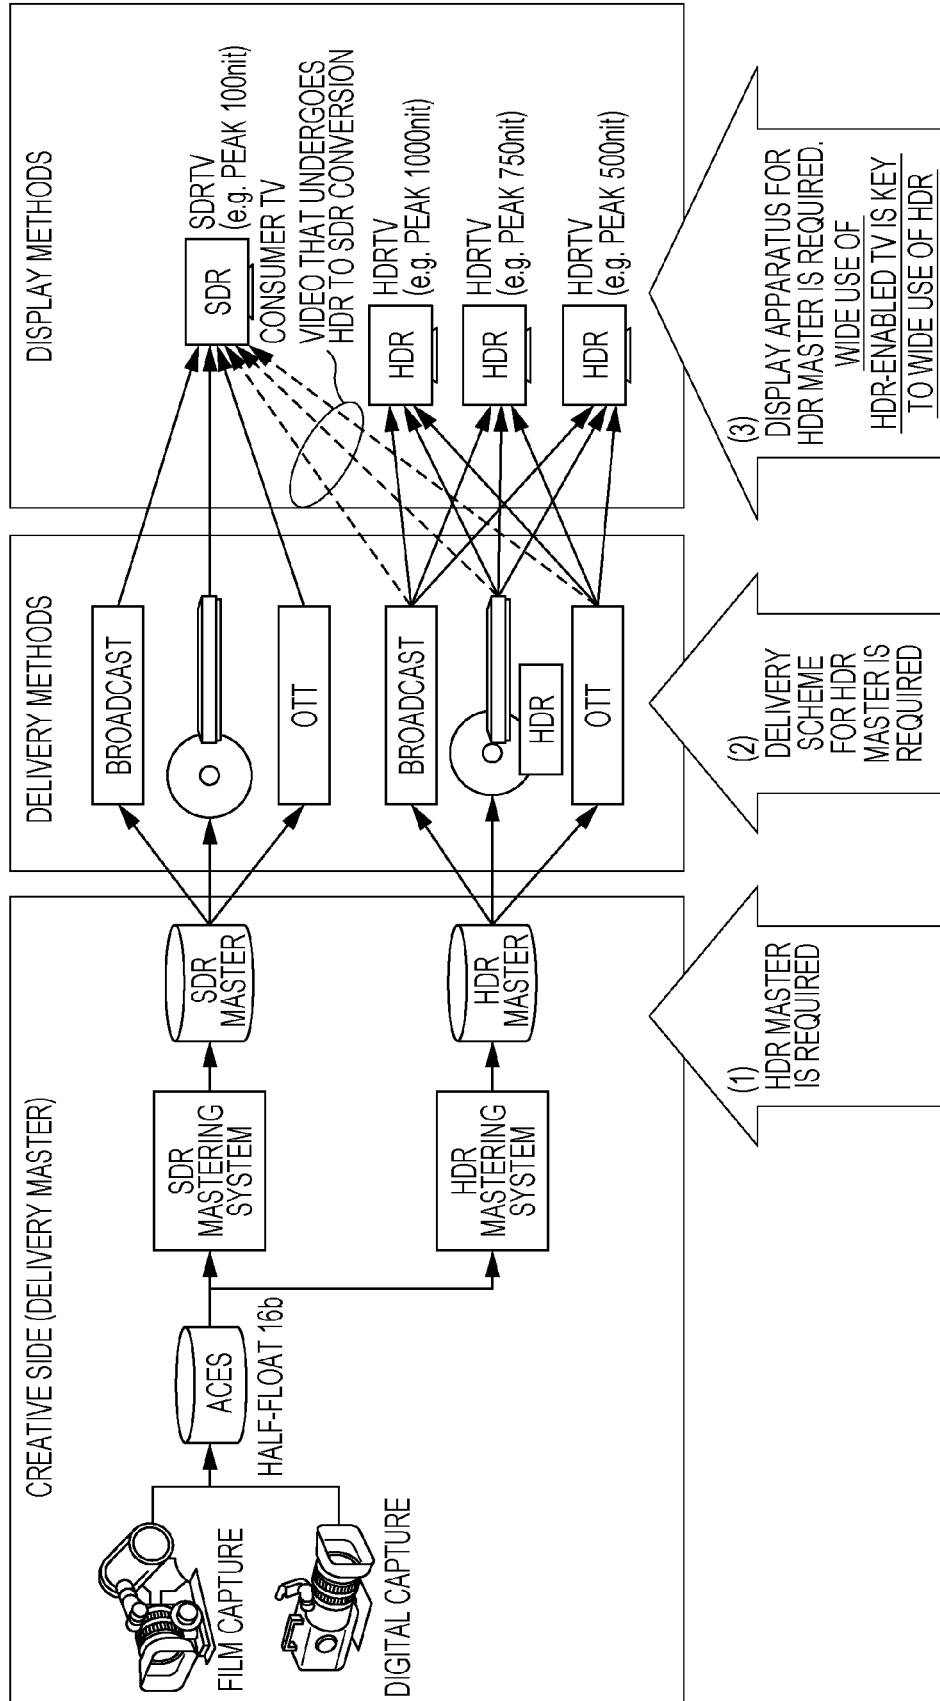 CREATIVE SIDE (DELIVERY MASTER)
FILM CAPTURE
DIGITAL CAPTURE
ACES
HALF-FLOAT 16b
SDR
MASTERING
SYSTEM
HDR
MASTERING
SYSTEM
SDR
MASTER
HDR
MASTER
DELIVERY METHODS
BROADCAST
OTT
BROADCAST
HDR
OTT
DISPLAY METHODS
SDR
SDRTV
(e.g. PEAK 100nit)
CONSUMER TV
VIDEO THAT UNDERGOES
HDR TO SDR CONVERSION
HDR
HDRTV
(e.g. PEAK 1000nit)
HDR
HDRTV
(e.g. PEAK 750nit)
HDR
HDRTV
(e.g. PEAK 500nit)
(1)
HDR MASTER
IS REQUIRED
(2)
DELIVERY
SCHEME
FOR HDR
MASTER IS
REQUIRED
(3)
DISPLAY APPARATUS FOR
HDR MASTER IS REQUIRED.
WIDE USE OF
HDR-ENABLED TV IS KEY
TO WIDE USE OF HDR